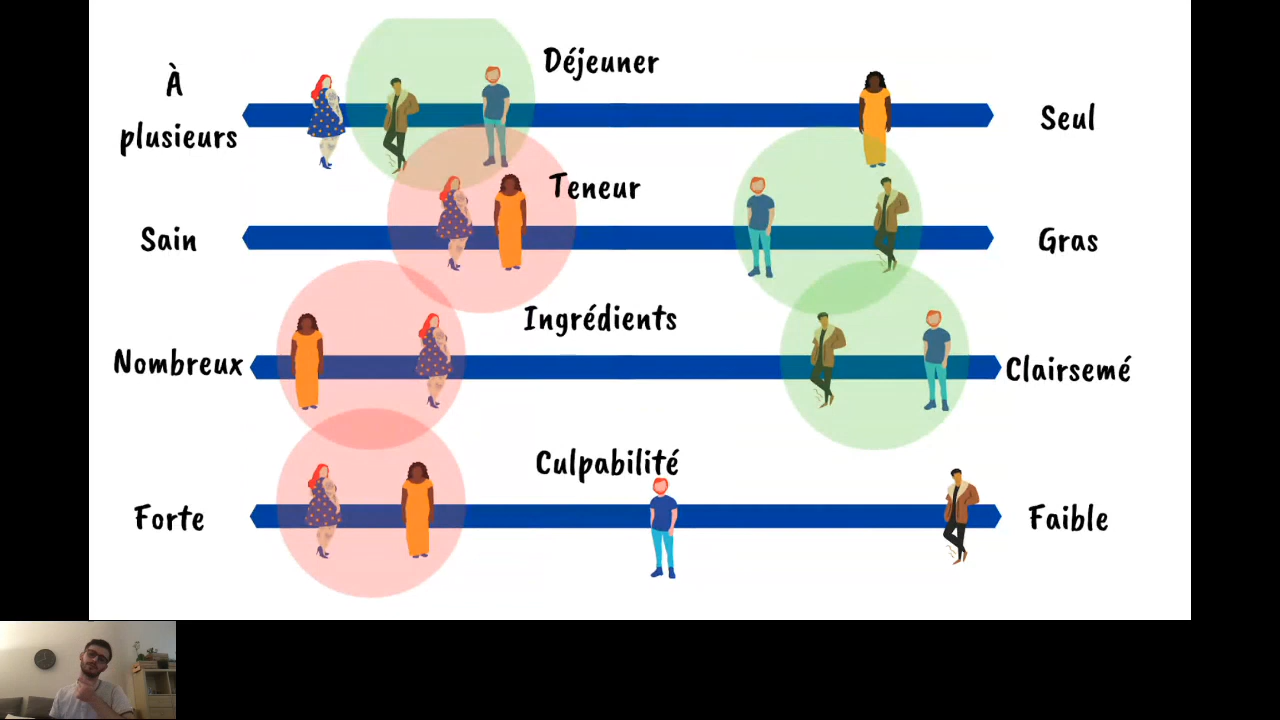 Déjeuner
À
plusieurs
Seul
Teneur
Sain
Gras
Ingrédients
Nombreux
Clairsemé
Culpabilité
Forte
Faible